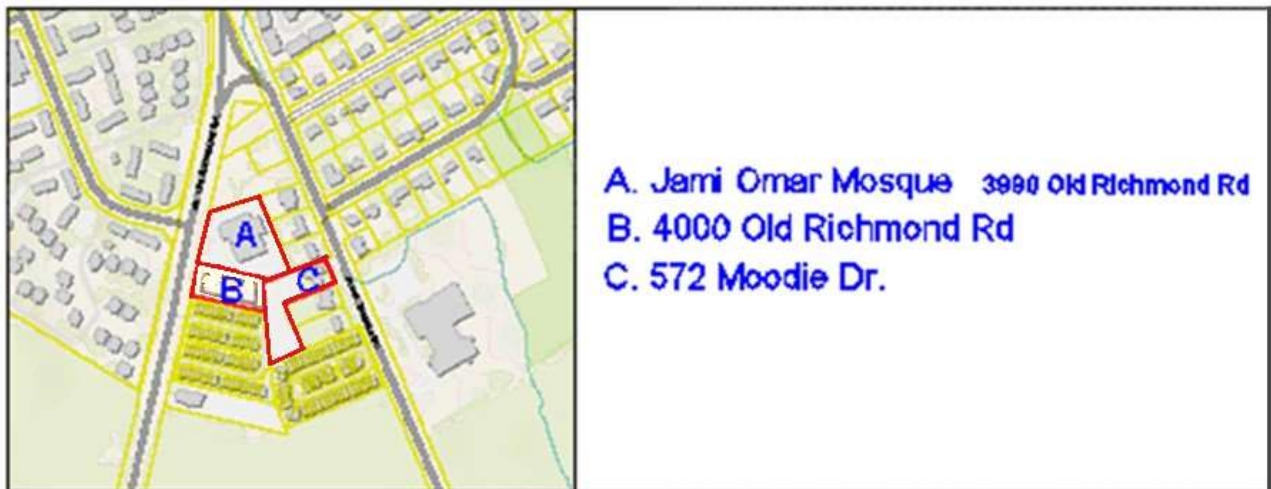 A
B
C
A. Jami Omar Mosque 3990 Old Richmond Rd
B. 4000 Old Richmond Rd
C. 572 Moodie Dr.